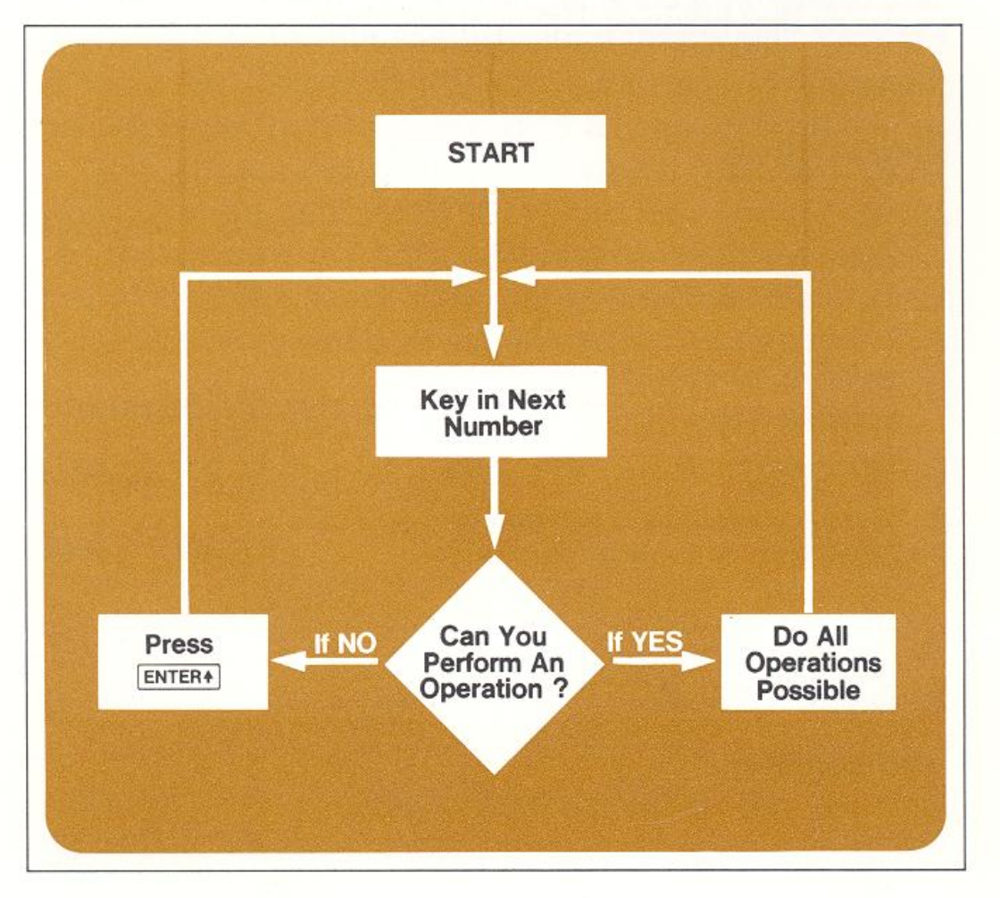 START
Key in Next
Number
Can You
Perform An
Operation ?
If NO
If YES
Press
ENTER↑
Do All
Operations
Possible